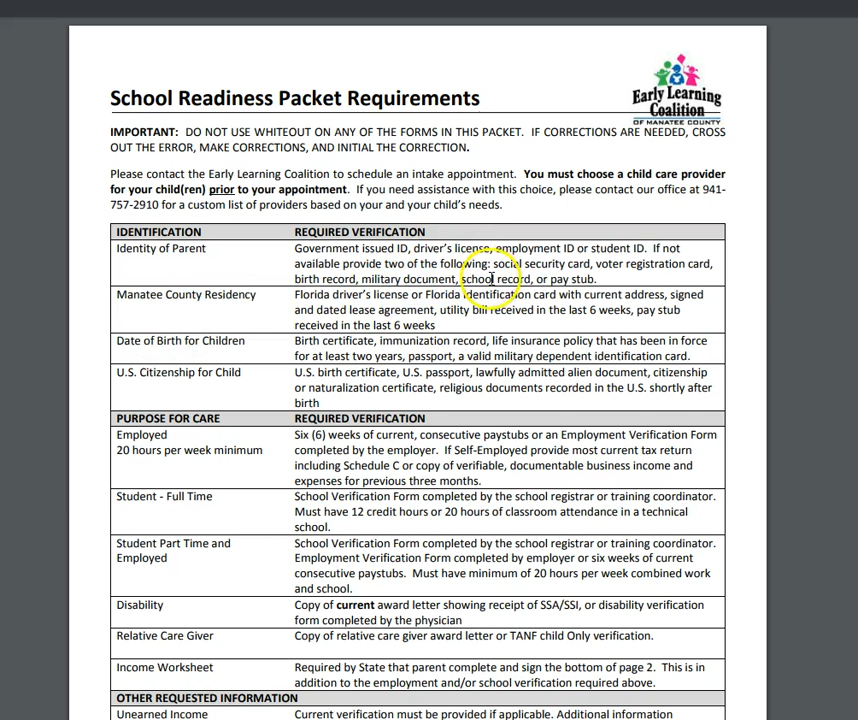 School Readiness Packet Requirements
Early Learning
Coalition
OF MANATEE COUNTY
IMPORTANT: DO NOT USE WHITEOUT ON ANY OF THE FORMS IN THIS PACKET. IF CORRECTIONS ARE NEEDED, CROSS
OUT THE ERROR, MAKE CORRECTIONS, AND INITIAL THE CORRECTION.
Please contact the Early Learning Coalition to schedule an intake appointment. You must choose a child care provider
for your child(ren) prior to your appointment. If you need assistance with this choice, please contact our office at 941-
757-2910 for a custom list of providers based on your and your child's needs.
IDENTIFICATION REQUIRED VERIFICATION
Identity of Parent Government issued ID, driver's license, employment ID or student ID. If not
available provide two of the following: social security card, voter registration card,
birth record, military document, school record, or pay stub.
Manatee County Residency Florida driver's license or Florida identification card with current address, signed
and dated lease agreement, utility bill received in the last 6 weeks, pay stub
received in the last 6 weeks
Date of Birth for Children Birth certificate, immunization record, life insurance policy that has been in force
for at least two years, passport, a valid military dependent identification card.
U.S. Citizenship for Child U.S. birth certificate, U.S. passport, lawfully admitted alien document, citizenship
or naturalization certificate, religious documents recorded in the U.S. shortly after
birth
PURPOSE FOR CARE REQUIRED VERIFICATION
Employed Six (6) weeks of current, consecutive paystubs or an Employment Verification Form
20 hours per week minimum completed by the employer. If Self-Employed provide most current tax return
including Schedule C or copy of verifiable, documentable business income and
expenses for previous three months.
Student - Full Time School Verification Form completed by the school registrar or training coordinator.
Must have 12 credit hours or 20 hours of classroom attendance in a technical
school.
Student Part Time and School Verification Form completed by the school registrar or training coordinator.
Employed Employment Verification Form completed by employer or six weeks of current
consecutive paystubs. Must have minimum of 20 hours per week combined work
and school.
Disability Copy of current award letter showing receipt of SSA/SSI, or disability verification
form completed by the physician
Relative Care Giver Copy of relative care giver award letter or TANF child Only verification.
Income Worksheet Required by State that parent complete and sign the bottom of page 2. This is in
addition to the employment and/or school verification required above.
OTHER REQUESTED INFORMATION
Unearned Income Current verification must be provided if applicable. Additional information